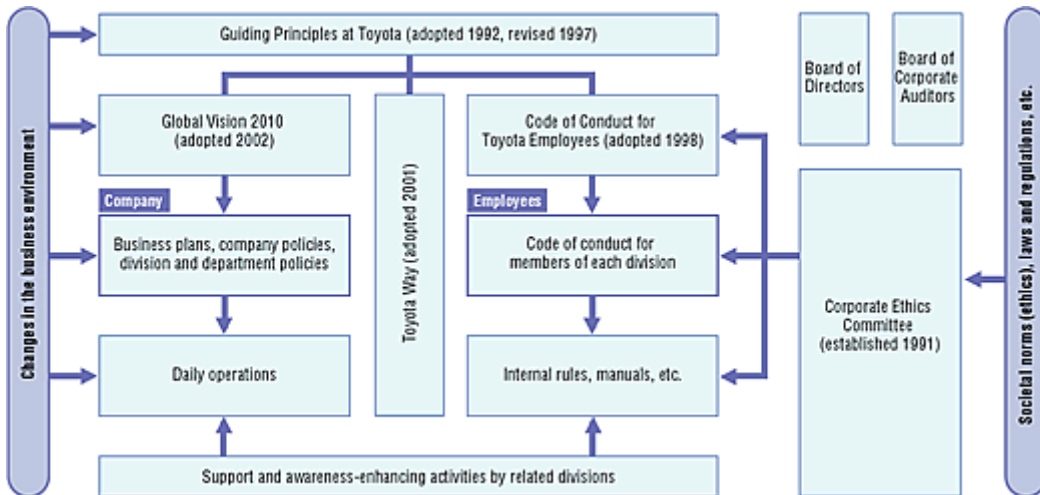 Changes in the business environment
Guiding Principles at Toyota (adopted 1992, revised 1997)
Global Vision 2010
(adopted 2002)
Company
Business plans, company policies,
division and department policies
Daily operations
Toyota Way (adopted 2001)
Code of Conduct for
Toyota Employees (adopted 1998)
Employees
Code of conduct for
members of each division
Internal rules, manuals, etc.
Support and awareness-enhancing activities by related divisions
Board of
Directors
Board of
Corporate
Auditors
Corporate Ethics
Committee
(established 1991)
Societal norms (ethics), laws and regulations, etc.